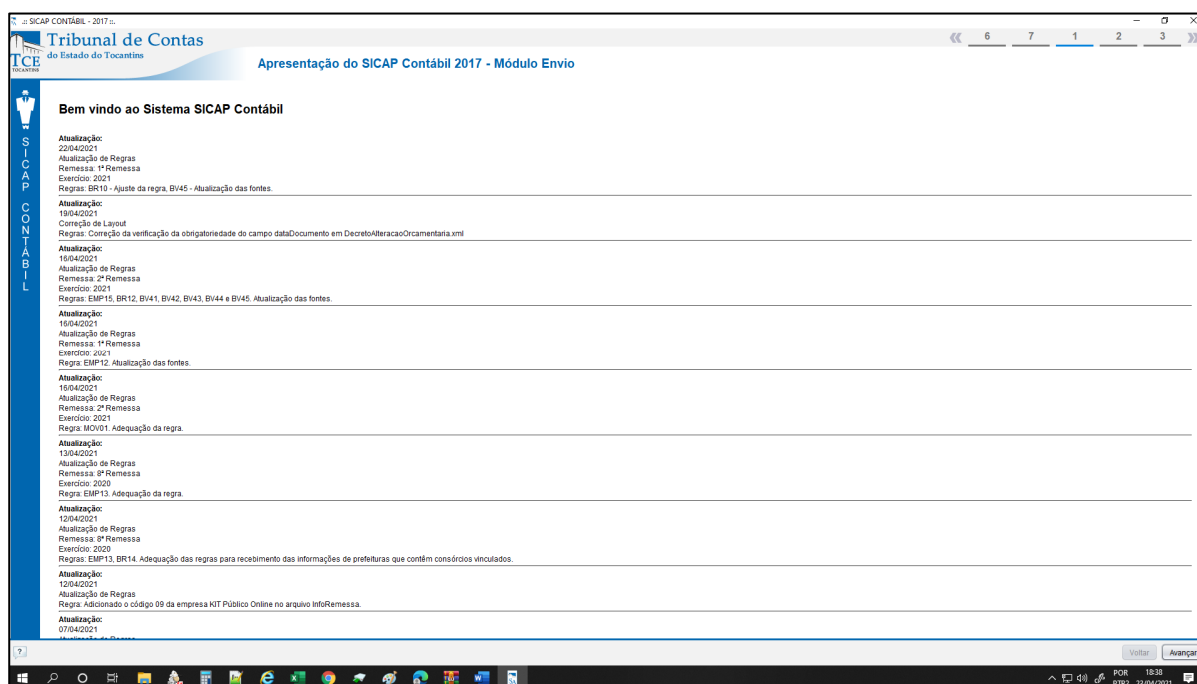 .:: SICAP CONTÁBIL - 2017 ::.
Tribunal de Contas
do Estado do Tocantins
TCE
TOCANTINS
6 7 1 2 3
Apresentação do SICAP Contábil 2017 - Módulo Envio
SICAP CONTÁBIL
Bem vindo ao Sistema SICAP Contábil
Atualização:
22/04/2021
Atualização de Regras
Remessa: 1ª Remessa
Exercício: 2021
Regras: BR10 - Ajuste da regra, BV45 - Atualização das fontes.
Atualização:
19/04/2021
Correção de Layout
Regras: Correção da verificação da obrigatoriedade do campo dataDocumento em DecretoAlteracaoOrcamentaria.xml
Atualização:
16/04/2021
Atualização de Regras
Remessa: 2ª Remessa
Exercício: 2021
Regras: EMP15, BR12, BV41, BV42, BV43, BV44 e BV45. Atualização das fontes.
Atualização:
16/04/2021
Atualização de Regras
Remessa: 1ª Remessa
Exercício: 2021
Regra: EMP12. Atualização das fontes.
Atualização:
16/04/2021
Atualização de Regras
Remessa: 2ª Remessa
Exercício: 2021
Regra: MOV01. Adequação da regra.
Atualização:
13/04/2021
Atualização de Regras
Remessa: 8ª Remessa
Exercício: 2020
Regra: EMP13. Adequação da regra.
Atualização:
12/04/2021
Atualização de Regras
Remessa: 8ª Remessa
Exercício: 2020
Regras: EMP13, BR14. Adequação das regras para recebimento das informações de prefeituras que contêm consórcios vinculados.
Atualização:
12/04/2021
Atualização de Regras
Regra: Adicionado o código 09 da empresa KIT Público Online no arquivo InfoRemessa.
Atualização:
07/04/2021
Atualização de Regras
Voltar Avançar
POR 18:38
PTB2 23/04/2021